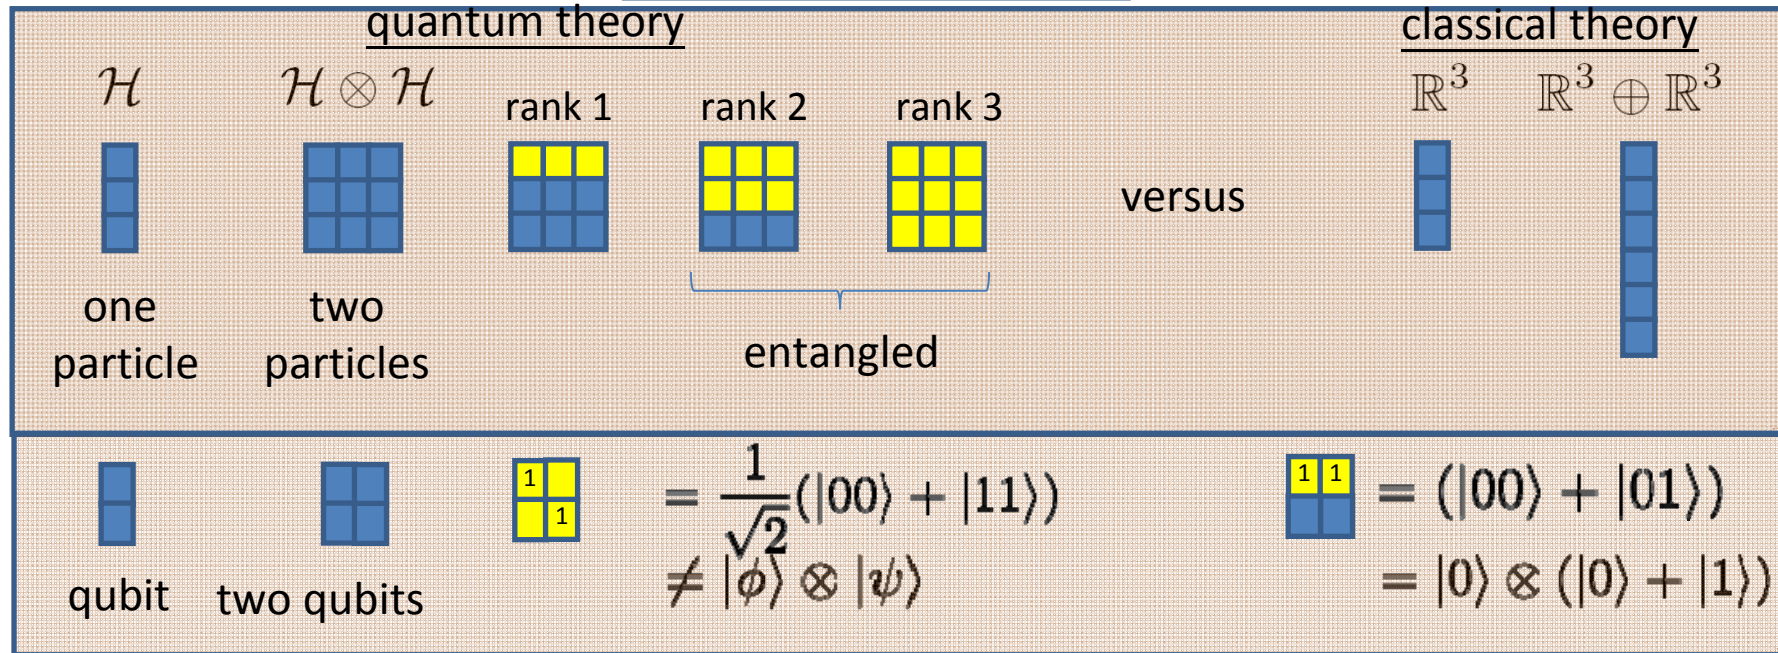 quantum theory
classical theory
ℋ
ℋ ⊗ ℋ
rank 1
rank 2
rank 3
ℝ³
ℝ³ ⊕ ℝ³
versus
one
particle
two
particles
entangled
1
1
= 1/√2 (|00⟩ + |11⟩)
≠ |ϕ⟩ ⊗ |ψ⟩
1 1
= (|00⟩ + |01⟩)
= |0⟩ ⊗ (|0⟩ + |1⟩)
qubit
two qubits